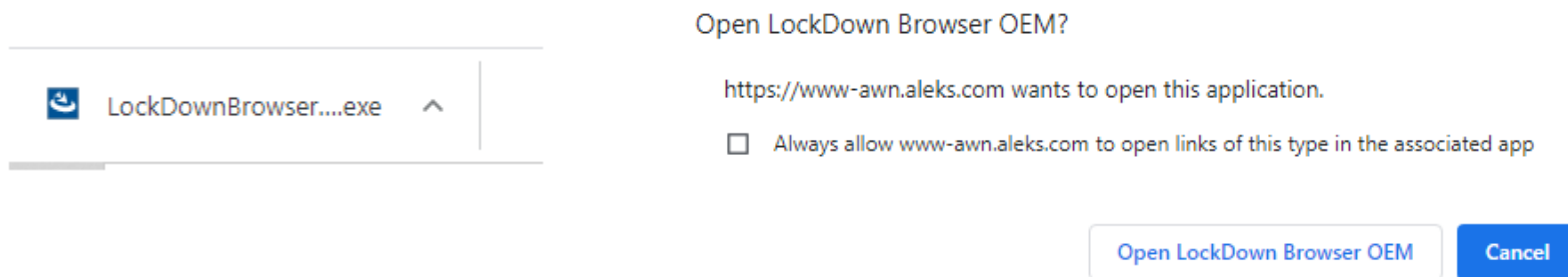 LockDownBrowser....exe
Open LockDown Browser OEM?
https://www-awn.aleks.com wants to open this application.
Always allow www-awn.aleks.com to open links of this type in the associated app
Open LockDown Browser OEM
Cancel